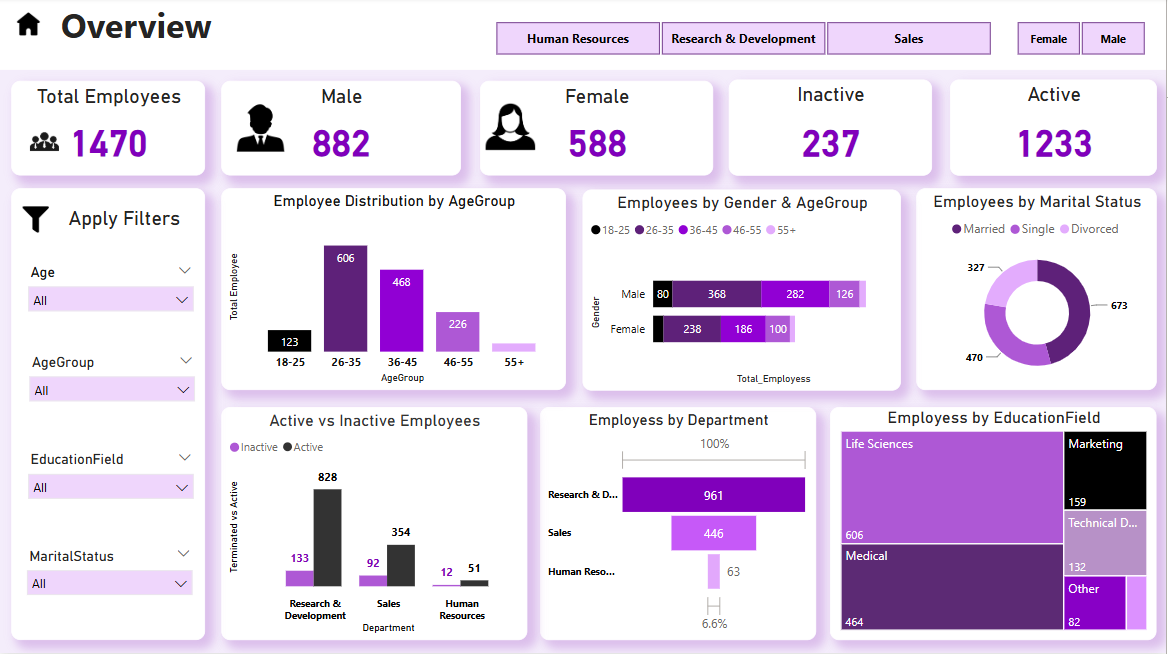 Overview
Human Resources
Research & Development
Sales
Female
Male
Total Employees
1470
Male
882
Female
588
Inactive
237
Active
1233
Apply Filters
Age
All
AgeGroup
All
EducationField
All
MaritalStatus
All
Employee Distribution by AgeGroup
Total Employee
123
606
468
226
18-25
26-35
36-45
46-55
55+
AgeGroup
Employees by Gender & AgeGroup
18-25 26-35 36-45 46-55 55+
Gender
Male 80 368 282 126
Female 238 186 100
Total_Employess
Employees by Marital Status
Married Single Divorced
327
673
470
Active vs Inactive Employees
Inactive Active
Terminated vs Active
828
133
354
92
12
51
Research &
Development
Sales
Human
Resources
Department
Employess by Department
100%
Research & D... 961
Sales 446
Human Reso... 63
6.6%
Employess by EducationField
Life Sciences
606
Medical
464
Marketing
159
Technical D...
132
Other
82